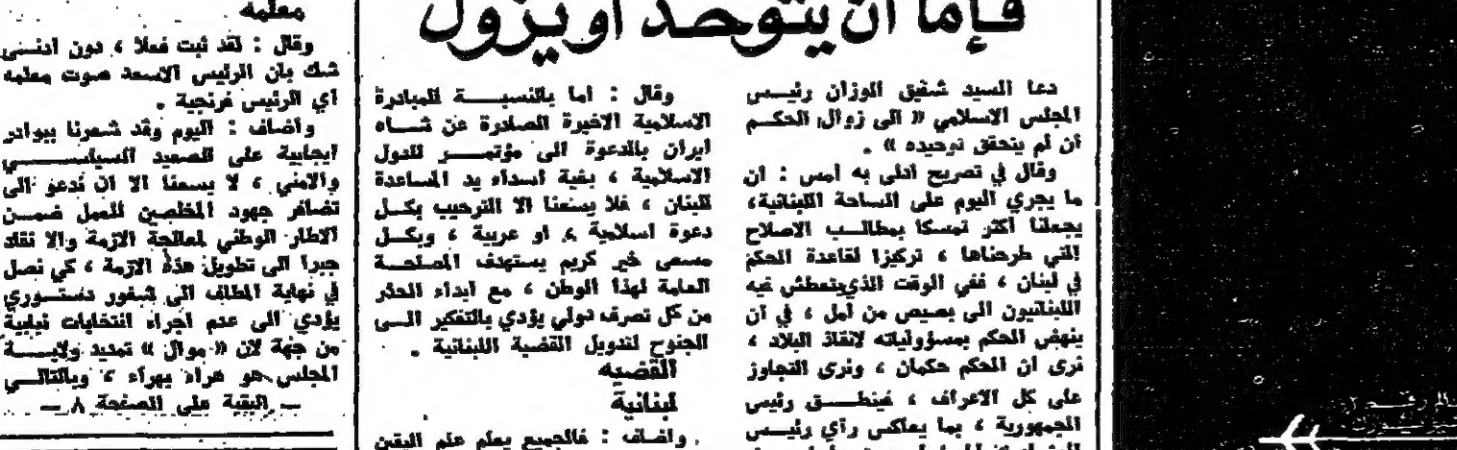 فإما أن يتوحد أو يزول
دعا السيد شفيق الوزان رئيس
المجلس الاسلامي « الى زوال الحكم
أن لم يتحقق توحيده » .
وقال في تصريح أدلى به امس : ان
ما يجري اليوم على الساحة اللبنانية،
يجعلنا أكثر تمسكا بمطالب الاصلاح
التي طرحناها ، تركيزا لقاعدة الحكم
في لبنان ، ففي الوقت الذي يتعطش فيه
اللبنانيون الى بصيص من أمل ، في أن
ينهض الحكم بمسؤولياته لانقاذ البلاد ،
نرى ان الحكم حكمان ، ونرى التجاوز
على كل الاعراف ، فينطلق رئيس
الجمهورية ، بما يعاكس رأي رئيس
وقال : اما بالنسبة للمبادرة
الاسلامية الاخيرة الصادرة عن شاه
ايران بالدعوة الى مؤتمر للدول
الاسلامية ، بغية اسداء يد المساعدة
للبنان ، فلا يسعنا الا الترحيب بكل
دعوة اسلامية ، او عربية ، وبكل
مسعى خير كريم يستهدف المصلحة
العامة لهذا الوطن ، مع ابداء الحذر
من كل تصرف دولي يؤدي بالتفكير الى
الجنوح لتدويل القضية اللبنانية .
القضيه
لبنانية
واضاف : فالجميع يعلم علم اليقين
معلمه
وقال : لقد ثبت فعلا ، دون ادنى
شك بان الرئيس الاسعد صوت معلمه
أي الرئيس فرنجية .
وأضاف : اليوم وقد شعرنا ببوادر
ايجابية على الصعيد السياسي
والامني ، لا يسعنا الا ان ندعو الى
تضافر جهود المخلصين للعمل ضمن
الاطار الوطني لمعالجة الازمة والا نقاد
جبرا الى تطويل هذه الازمة ، كي نصل
في نهاية المطاف الى شغور دستوري
يؤدي الى عدم اجراء انتخابات نيابية
من جهة لان « موال » تمديد ولاية
المجلس هو هراء بهراء ، وبالتالي
— البقية على الصفحة ٨ —